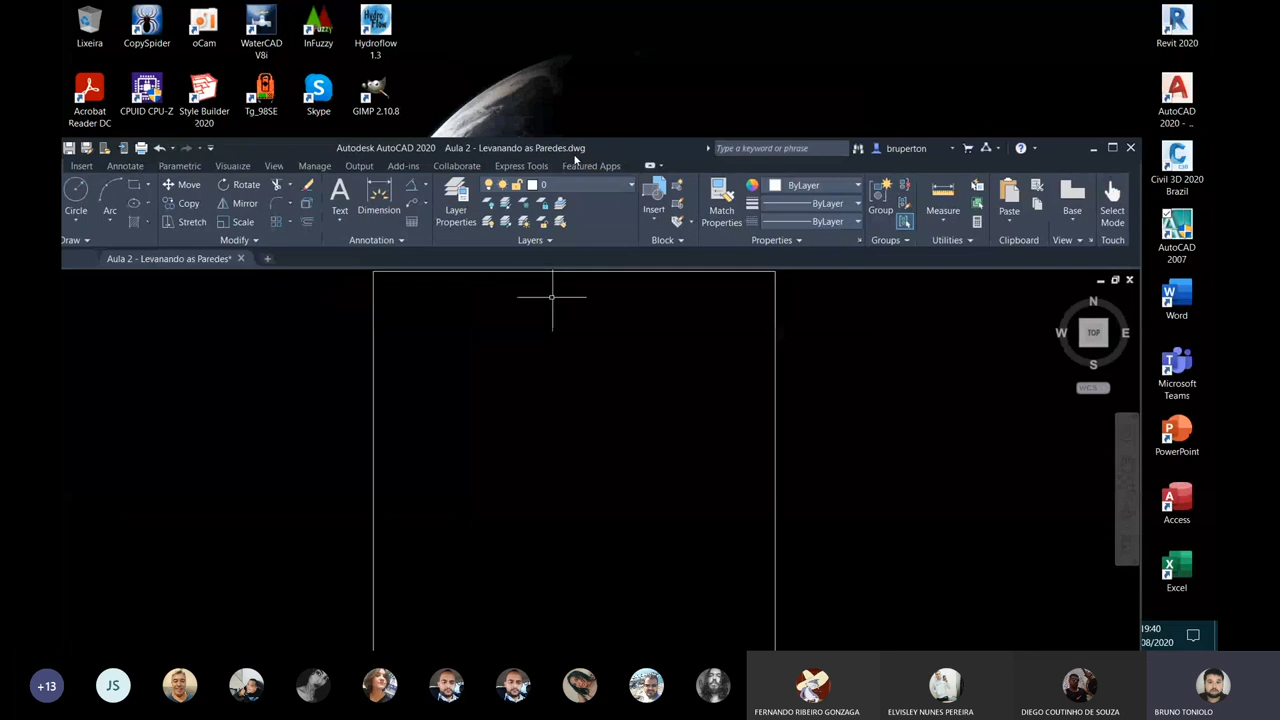 Lixeira
CopySpider
oCam
WaterCAD
V8i
InFuzzy
Hydroflow
1.3
Revit 2020
Acrobat
Reader DC
CPUID CPU-Z
Style Builder
2020
Tg_98SE
Skype
GIMP 2.10.8
AutoCAD
2020 - ..
Autodesk AutoCAD 2020 Aula 2 - Levanando as Paredes.dwg
Type a keyword or phrase
bruperton
Insert Annotate Parametric Visualize View Manage Output Add-ins Collaborate Express Tools Featured Apps
Circle
Arc
Move
Rotate
Copy
Mirror
Stretch
Scale
Text
Dimension
Layer
Properties
0
Insert
Match
Properties
ByLayer
ByLayer
ByLayer
Group
Measure
Paste
Base
Select
Mode
Draw
Modify
Annotation
Layers
Block
Properties
Groups
Utilities
Clipboard
View
Touch
Aula 2 - Levanando as Paredes*
Civil 3D 2020
Brazil
AutoCAD
2007
Word
Microsoft
Teams
PowerPoint
Access
Excel
N
W
TOP
E
S
WCS
19:40
08/2020
+13
JS
FERNANDO RIBEIRO GONZAGA
ELVISLEY NUNES PEREIRA
DIEGO COUTINHO DE SOUZA
BRUNO TONIOLO